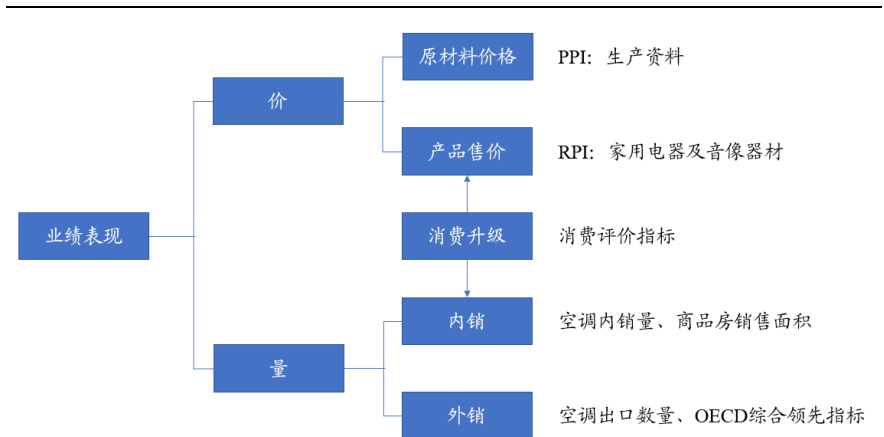 原材料价格 PPI：生产资料
价
产品售价 RPI：家用电器及音像器材
业绩表现 消费升级 消费评价指标
内销 空调内销量、商品房销售面积
量
外销 空调出口数量、OECD综合领先指标